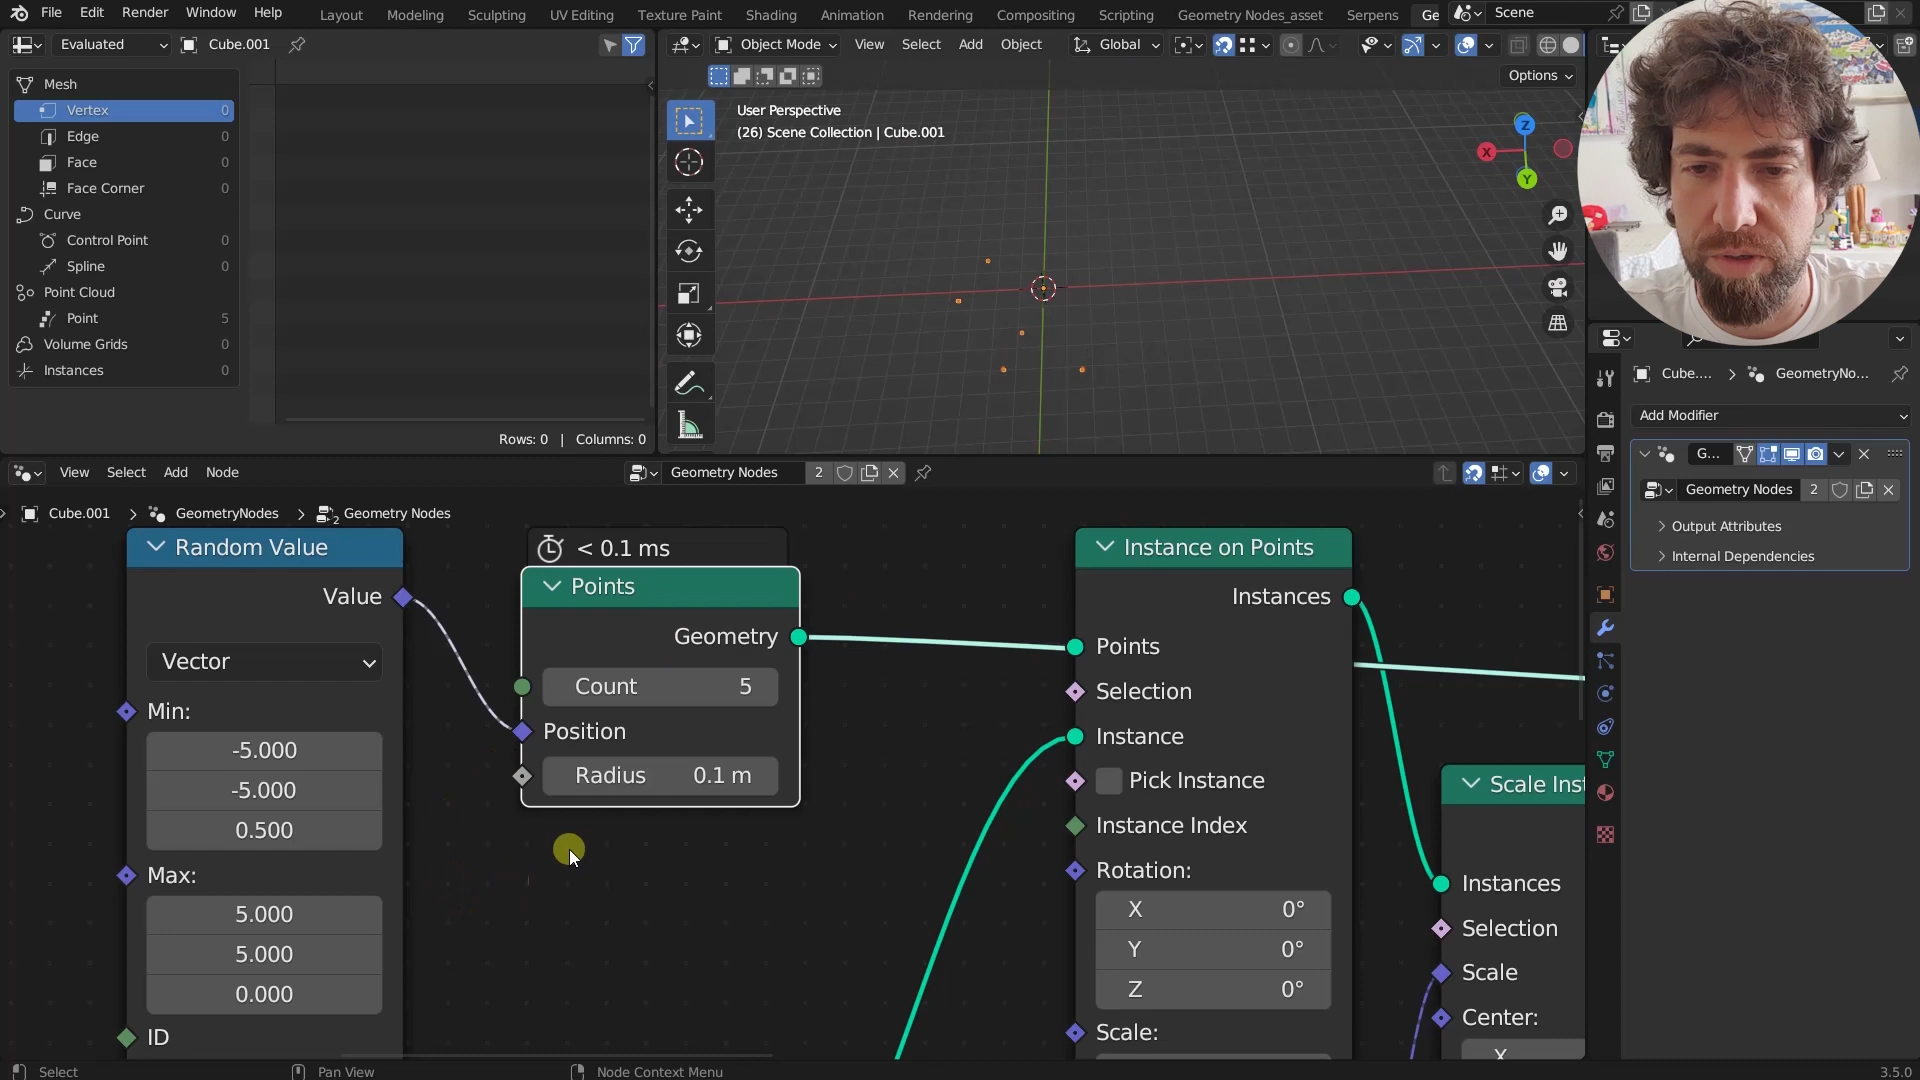 File Edit Render Window Help Layout Modeling Sculpting UV Editing Texture Paint Shading Animation Rendering Compositing Scripting Geometry Nodes_asset Serpens Ge Scene
Evaluated Cube.001
Object Mode View Select Add Object Global
Options
Mesh
Vertex 0
Edge 0
Face 0
Face Corner 0
Curve
Control Point 0
Spline 0
Point Cloud
Point 5
Volume Grids 0
Instances 0
Rows: 0 | Columns: 0
User Perspective
(26) Scene Collection | Cube.001
Z
X
Y
Cube.... GeometryNo...
Add Modifier
G...
Geometry Nodes 2
Output Attributes
Internal Dependencies
View Select Add Node Geometry Nodes 2
Cube.001 GeometryNodes 2 Geometry Nodes
Random Value
Value
Vector
Min:
-5.000
-5.000
0.500
Max:
5.000
5.000
0.000
ID
< 0.1 ms
Points
Geometry
Count 5
Position
Radius 0.1 m
Instance on Points
Instances
Points
Selection
Instance
Pick Instance
Instance Index
Rotation:
X 0°
Y 0°
Z 0°
Scale:
Scale Inst
Instances
Selection
Scale
Center:
X
Select Pan View Node Context Menu 3.5.0